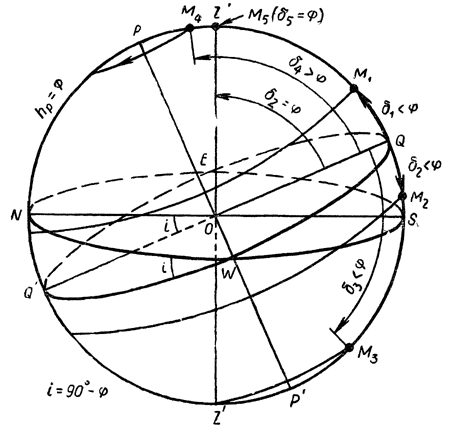 M₄ Z' M₅ (δ₅ = φ)
P
h_P = φ
δ₄ > φ
M₁
δ₂ = φ
δ₁ < φ
Q
E
δ₂ < φ
M₂
N
i
O
S
i
W
Q'
δ₃ < φ
M₃
i = 90° - φ
P'
Z'